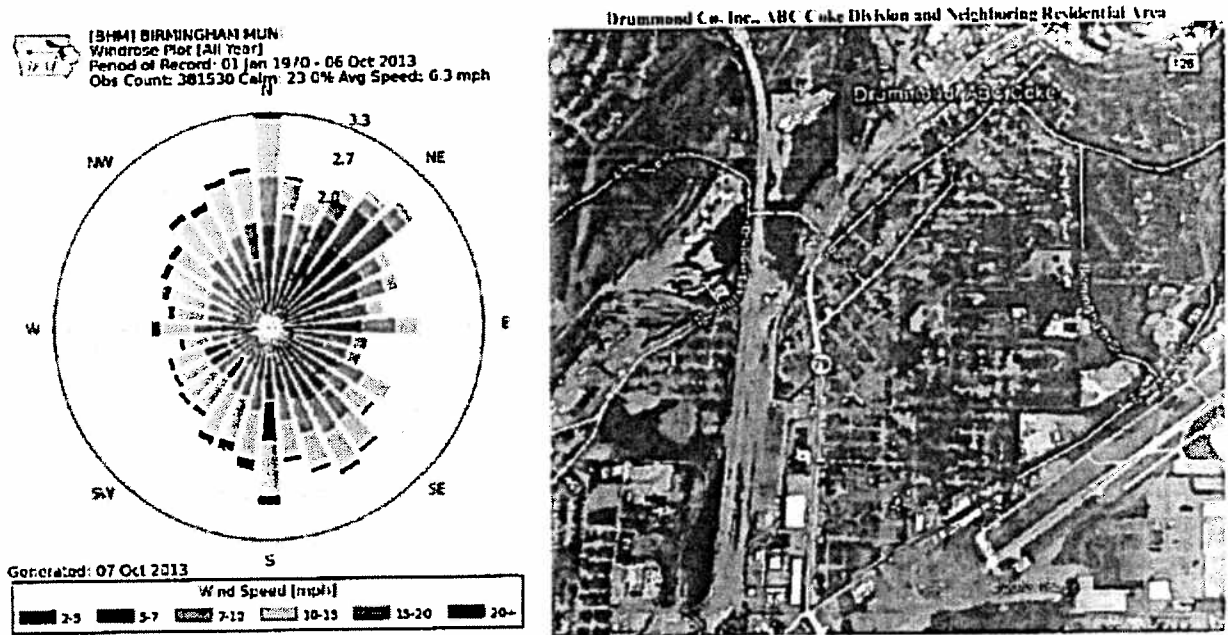 [BHM] BIRMINGHAM MUN
Windrose Plot [All Year]
Period of Record: 01 Jan 1970 - 06 Oct 2013
Obs Count: 381530 Calm: 23.0% Avg Speed: 6.3 mph
N
3.3
NW
2.7
NE
2.0
W
E
SW
SE
S
Generated: 07 Oct 2013
Wind Speed [mph]
2-5
5-7
7-10
10-15
15-20
20+
Drummond Co. Inc., ABC Coke Division and Neighboring Residential Area
Drummond ABC Coke
79